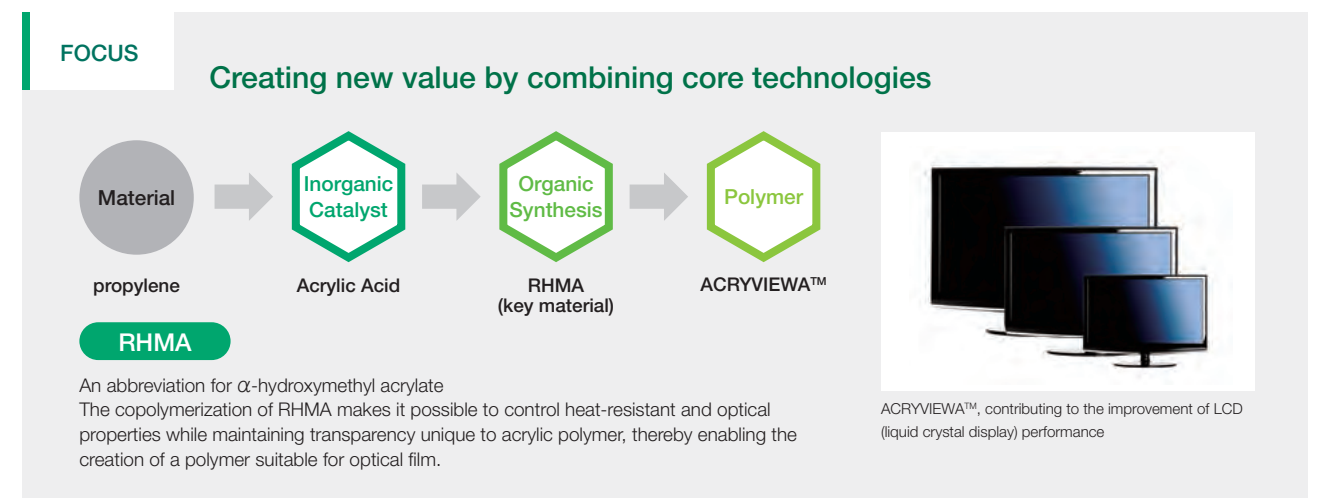 FOCUS
Creating new value by combining core technologies
Material
Inorganic
Catalyst
Organic
Synthesis
Polymer
propylene
Acrylic Acid
RHMA
(key material)
ACRYVIEWA™
RHMA
An abbreviation for α-hydroxymethyl acrylate
The copolymerization of RHMA makes it possible to control heat-resistant and optical
properties while maintaining transparency unique to acrylic polymer, thereby enabling the
creation of a polymer suitable for optical film.
ACRYVIEWA™, contributing to the improvement of LCD
(liquid crystal display) performance